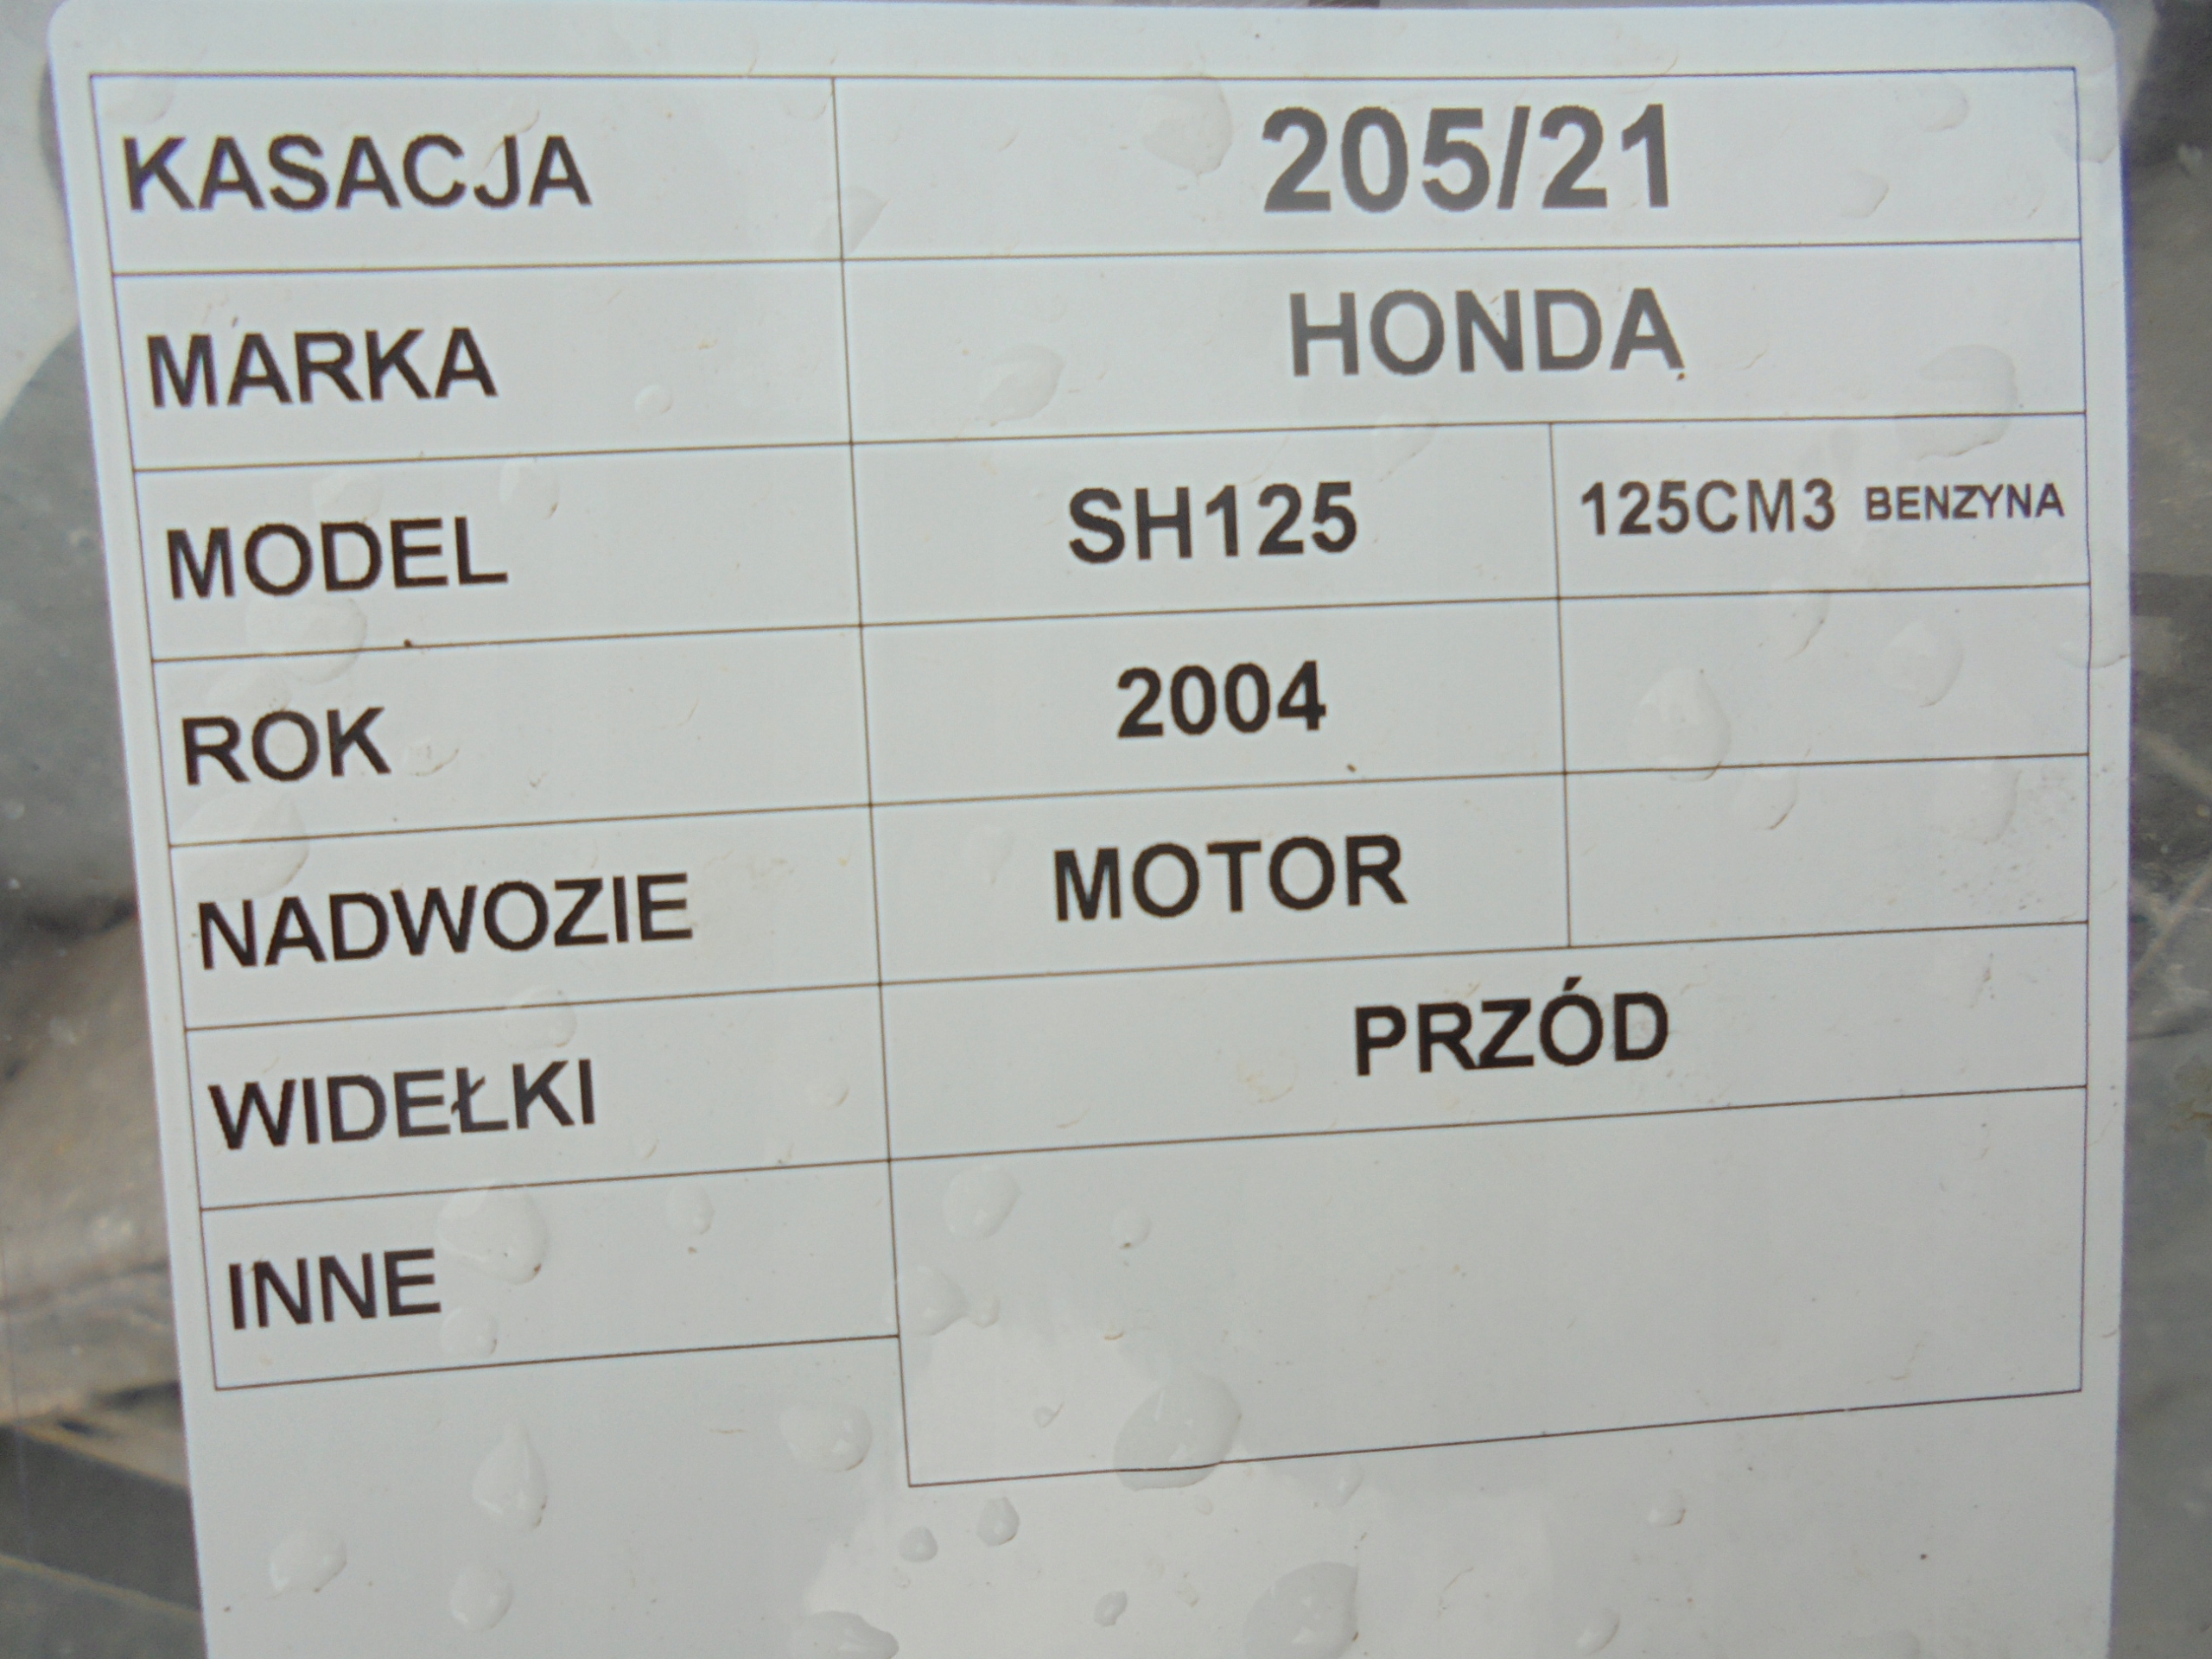 KASACJA 205/21
MARKA HONDA
MODEL SH125 125CM3 BENZYNA
ROK 2004
NADWOZIE MOTOR
WIDEŁKI PRZÓD
INNE